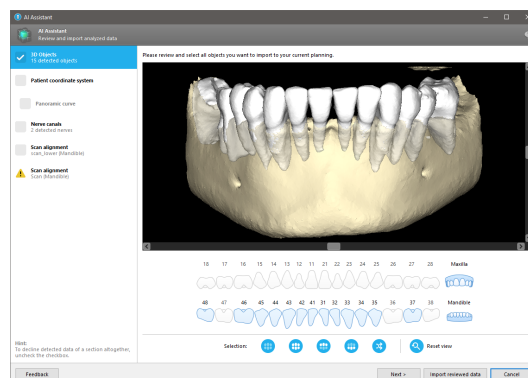 AI Assistant
AI Assistant
Review and import analyzed data
3D Objects
15 detected objects
Patient coordinate system
Panoramic curve
Nerve canals
2 detected nerves
Scan alignment
scan_lower (Mandible)
Scan alignment
Scan (Mandible)
Hint:
To decline detected data of a section altogether,
uncheck the checkbox.
Please review and select all objects you want to import to your current planning.
18 17 16 15 14 13 12 11 21 22 23 24 25 26 27 28 Maxilla
48 47 46 45 44 43 42 41 31 32 33 34 35 36 37 38 Mandible
Selection:
Reset view
Feedback
Next >
Import reviewed data
Cancel